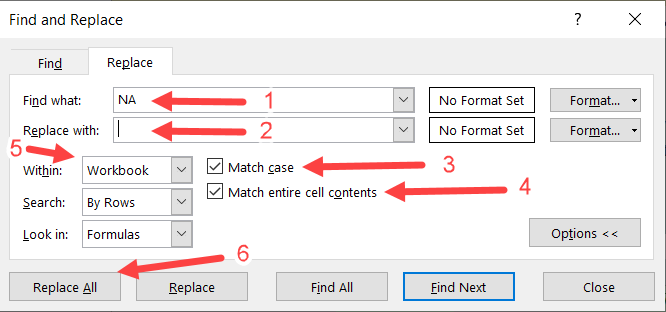 Find and Replace ? ×
Find Replace
Find what: NA 1 No Format Set Format...
Replace with: 2 No Format Set Format...
5
Within: Workbook Match case 3
Match entire cell contents 4
Search: By Rows
Look in: Formulas Options <<
6
Replace All Replace Find All Find Next Close